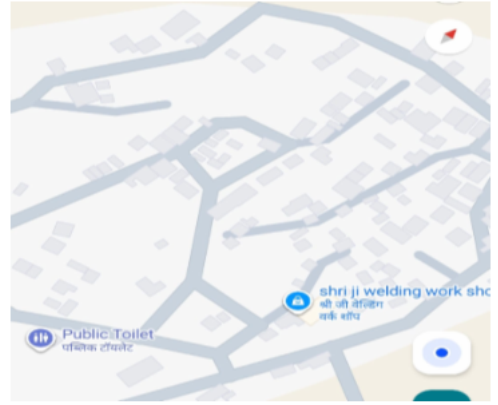 shri ji welding work sho
श्री जी वेल्डिंग
वर्क शॉप
Public Toilet
पब्लिक टॉयलेट